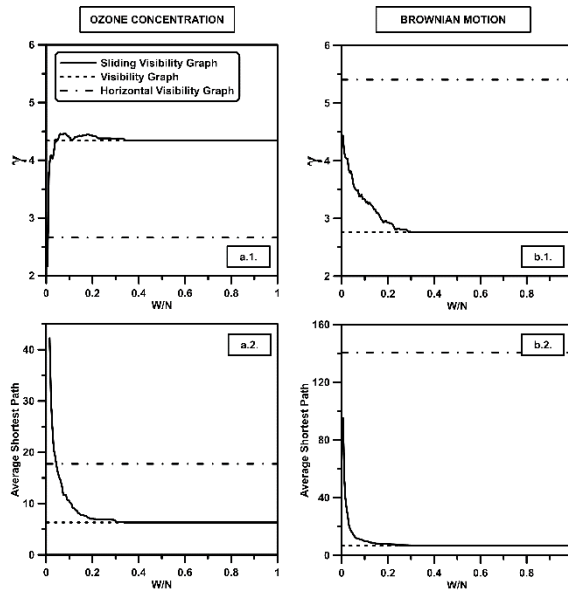 OZONE CONCENTRATION
BROWNIAN MOTION
Sliding Visibility Graph
Visibility Graph
Horizontal Visibility Graph
6
5
4
3
2
γ
0 0.2 0.4 0.6 0.8 1
W/N
a.1.
6
5
4
3
2
γ
0 0.2 0.4 0.6 0.8
W/N
b.1.
40
30
20
10
0
Average Shortest Path
0 0.2 0.4 0.6 0.8 1
W/N
a.2.
160
120
80
40
0
Average Shortest Path
0 0.2 0.4 0.6 0.8
W/N
b.2.